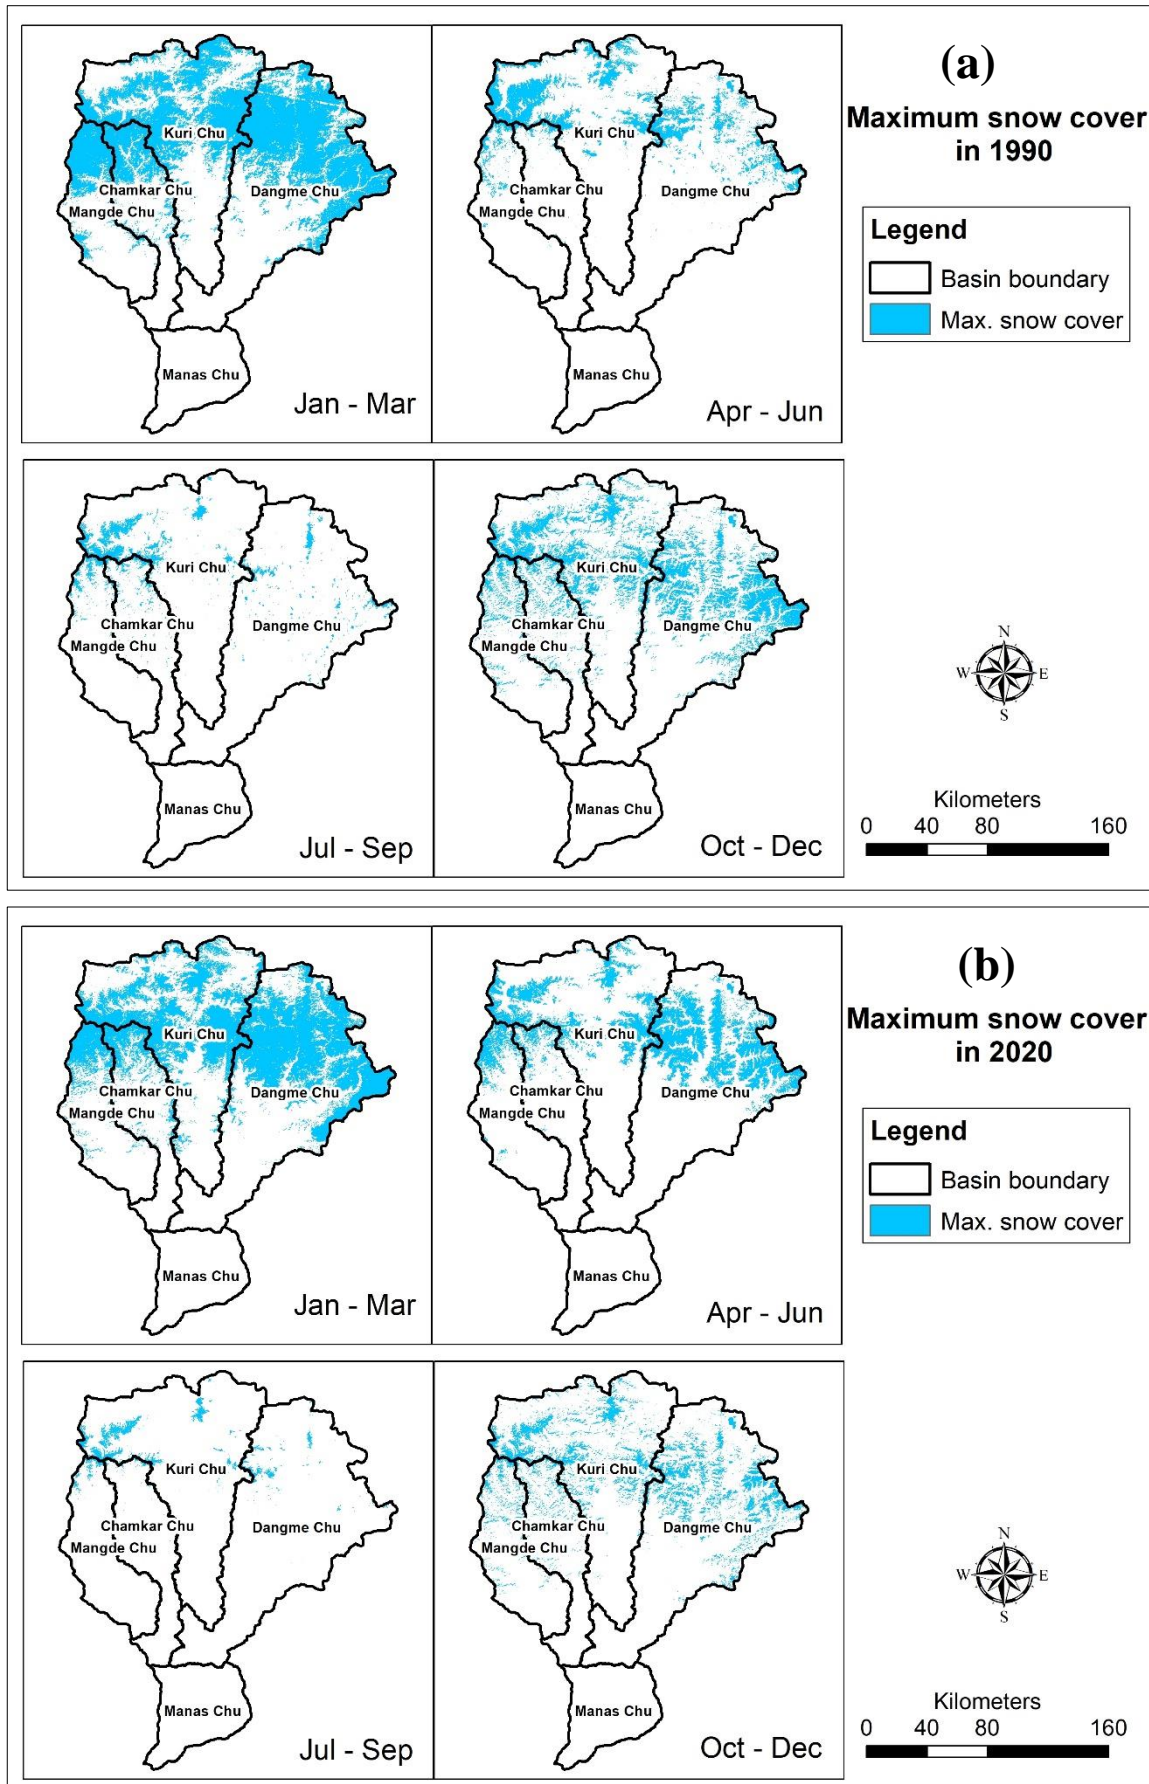 (a)
Maximum snow cover
in 1990
Kuri Chu
Chamkar Chu
Dangme Chu
Mangde Chu
Manas Chu
Jan - Mar
Kuri Chu
Chamkar Chu
Dangme Chu
Mangde Chu
Manas Chu
Apr - Jun
Legend
Basin boundary
Max. snow cover
Kuri Chu
Chamkar Chu
Dangme Chu
Mangde Chu
Manas Chu
Jul - Sep
Kuri Chu
Chamkar Chu
Dangme Chu
Mangde Chu
Manas Chu
Oct - Dec
N
W E
S
Kilometers
0 40 80 160
(b)
Maximum snow cover
in 2020
Kuri Chu
Chamkar Chu
Dangme Chu
Mangde Chu
Manas Chu
Jan - Mar
Kuri Chu
Chamkar Chu
Dangme Chu
Mangde Chu
Manas Chu
Apr - Jun
Legend
Basin boundary
Max. snow cover
Kuri Chu
Chamkar Chu
Dangme Chu
Mangde Chu
Manas Chu
Jul - Sep
Kuri Chu
Chamkar Chu
Dangme Chu
Mangde Chu
Manas Chu
Oct - Dec
N
W E
S
Kilometers
0 40 80 160